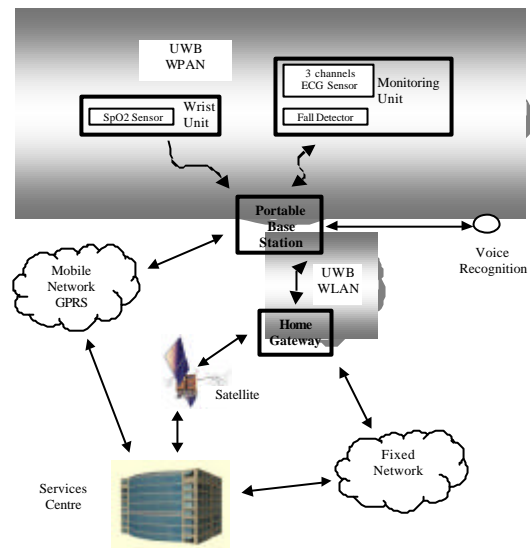 UWB
WPAN
3 channels
ECG Sensor
Monitoring
Unit
Fall Detector
Wrist
Unit
SpO2 Sensor
Portable
Base
Station
Voice
Recognition
Mobile
Network
GPRS
UWB
WLAN
Home
Gateway
Satellite
Fixed
Network
Services
Centre